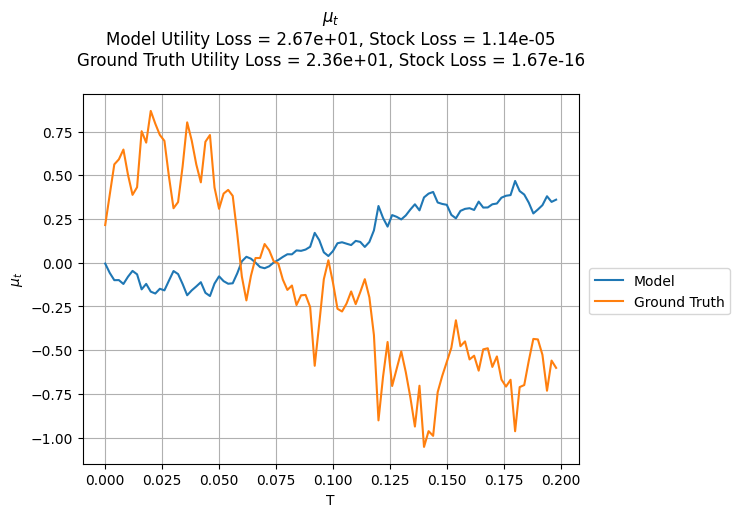 μₜ
Model Utility Loss = 2.67e+01, Stock Loss = 1.14e-05
Ground Truth Utility Loss = 2.36e+01, Stock Loss = 1.67e-16
0.75
0.50
0.25
0.00
−0.25
−0.50
−0.75
−1.00
μₜ
0.000 0.025 0.050 0.075 0.100 0.125 0.150 0.175 0.200
T
Model
Ground Truth